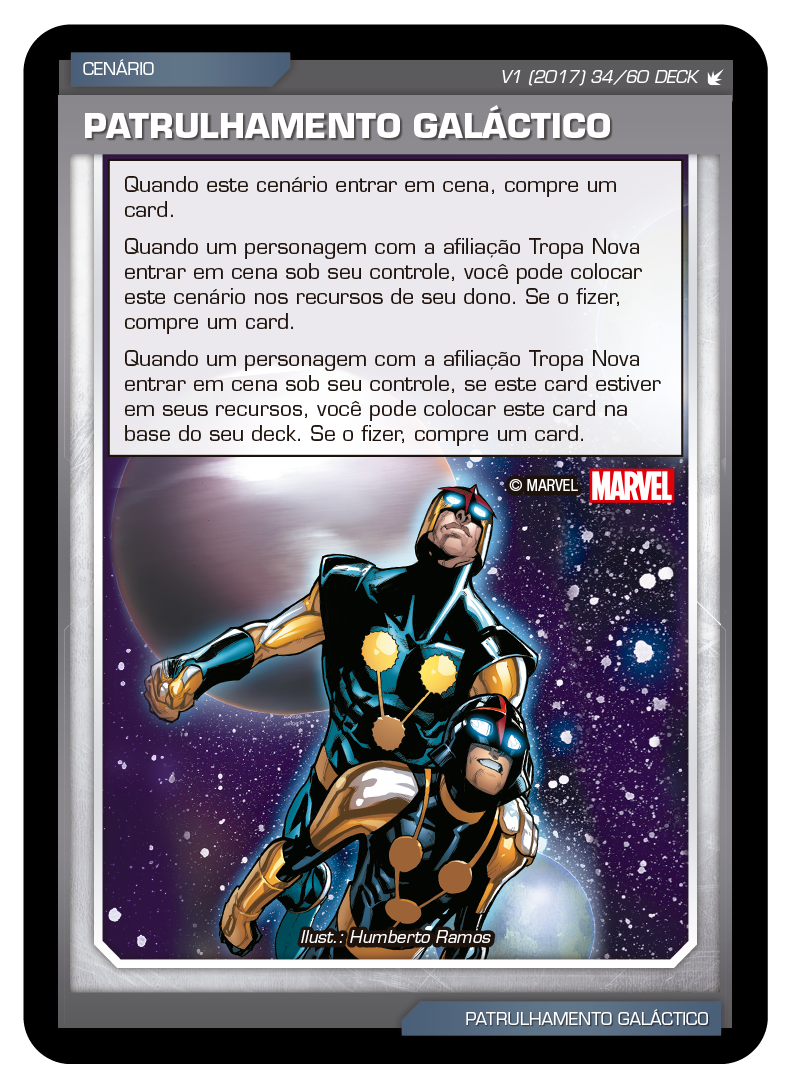 CENÁRIO
V1 (2017) 34/60 DECK
PATRULHAMENTO GALÁCTICO
Quando este cenário entrar em cena, compre um
card.
Quando um personagem com a afiliação Tropa Nova
entrar em cena sob seu controle, você pode colocar
este cenário nos recursos de seu dono. Se o fizer,
compre um card.
Quando um personagem com a afiliação Tropa Nova
entrar em cena sob seu controle, se este card estiver
em seus recursos, você pode colocar este card na
base do seu deck. Se o fizer, compre um card.
© MARVEL MARVEL
Ilust.: Humberto Ramos
PATRULHAMENTO GALÁCTICO